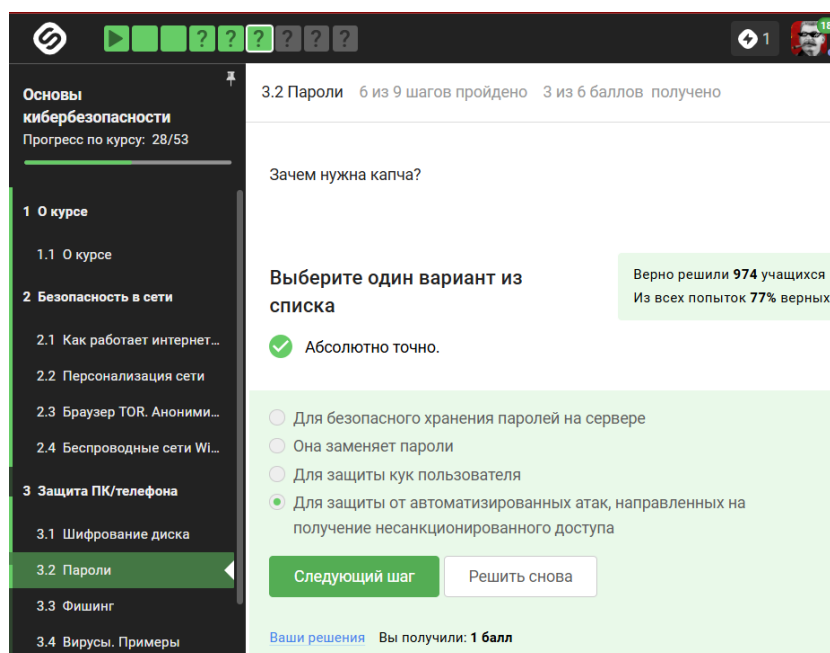 ? ? ? ? ? ?
1
18
Основы
кибербезопасности
Прогресс по курсу: 28/53
1 О курсе
1.1 О курсе
2 Безопасность в сети
2.1 Как работает интернет...
2.2 Персонализация сети
2.3 Браузер TOR. Аноними...
2.4 Беспроводные сети Wi...
3 Защита ПК/телефона
3.1 Шифрование диска
3.2 Пароли
3.3 Фишинг
3.4 Вирусы. Примеры
3.2 Пароли 6 из 9 шагов пройдено 3 из 6 баллов получено
Зачем нужна капча?
Выберите один вариант из
списка
Верно решили 974 учащихся
Из всех попыток 77% верных
Абсолютно точно.
Для безопасного хранения паролей на сервере
Она заменяет пароли
Для защиты кук пользователя
Для защиты от автоматизированных атак, направленных на
получение несанкционированного доступа
Следующий шаг Решить снова
Ваши решения Вы получили: 1 балл